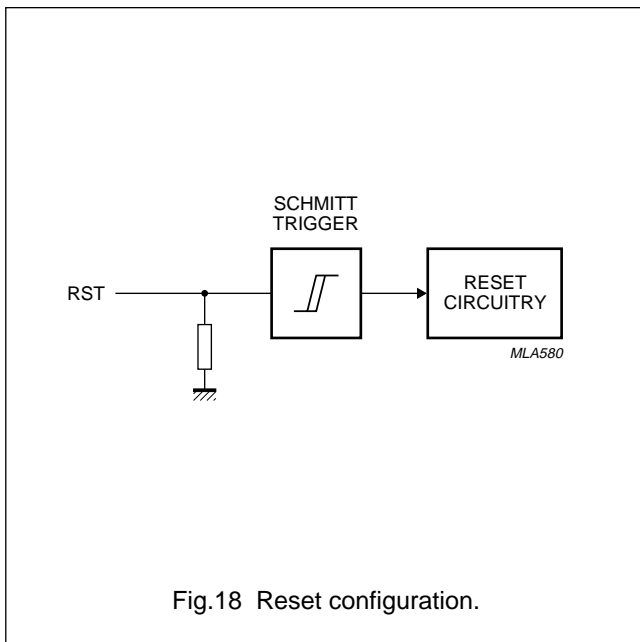 SCHMITT
TRIGGER
RST
RESET
CIRCUITRY
MLA580
Fig.18 Reset configuration.